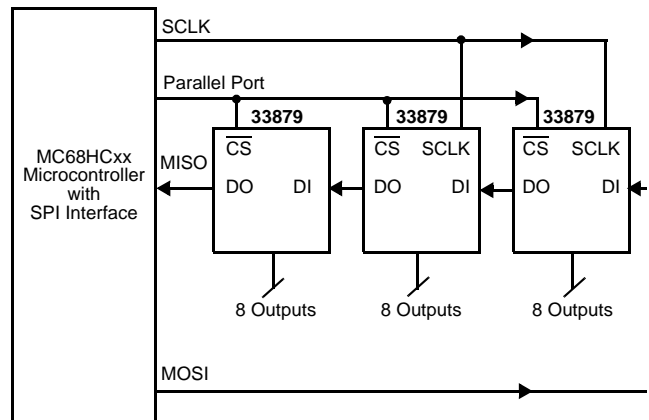 SCLK
Parallel Port
33879 33879 33879
CS CS SCLK CS SCLK
MC68HCxx
Microcontroller
with
SPI Interface
MISO
DO DI DO DI DO DI
8 Outputs 8 Outputs 8 Outputs
MOSI